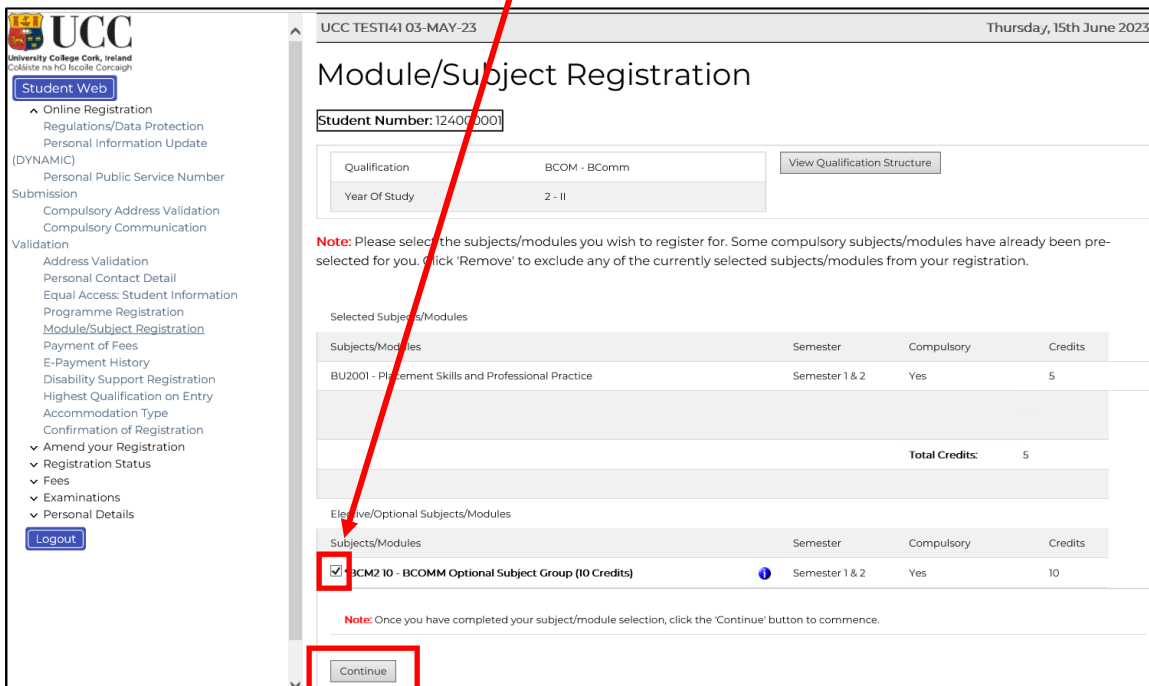 UCC
University College Cork, Ireland
Coláiste na hOllscoile Corcaigh
Student Web
Online Registration
Regulations/Data Protection
Personal Information Update
(DYNAMIC)
Personal Public Service Number
Submission
Compulsory Address Validation
Compulsory Communication
Validation
Address Validation
Personal Contact Detail
Equal Access: Student Information
Programme Registration
Module/Subject Registration
Payment of Fees
E-Payment History
Disability Support Registration
Highest Qualification on Entry
Accommodation Type
Confirmation of Registration
Amend your Registration
Registration Status
Fees
Examinations
Personal Details
Logout
UCC TESTI41 03-MAY-23 Thursday, 15th June 2023
Module/Subject Registration
Student Number: 124000001
Qualification BCOM - BComm View Qualification Structure
Year Of Study 2 - II
Note: Please select the subjects/modules you wish to register for. Some compulsory subjects/modules have already been pre-
selected for you. Click 'Remove' to exclude any of the currently selected subjects/modules from your registration.
Selected Subjects/Modules
Subjects/Modules Semester Compulsory Credits
BU2001 - Placement Skills and Professional Practice Semester 1 & 2 Yes 5
Total Credits: 5
Elective/Optional Subjects/Modules
Subjects/Modules Semester Compulsory Credits
*BCM2 10 - BCOMM Optional Subject Group (10 Credits) i Semester 1 & 2 Yes 10
Note: Once you have completed your subject/module selection, click the 'Continue' button to commence.
Continue